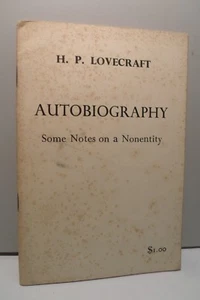 H. P. LOVECRAFT
AUTOBIOGRAPHY
Some Notes on a Nonentity
$1.00